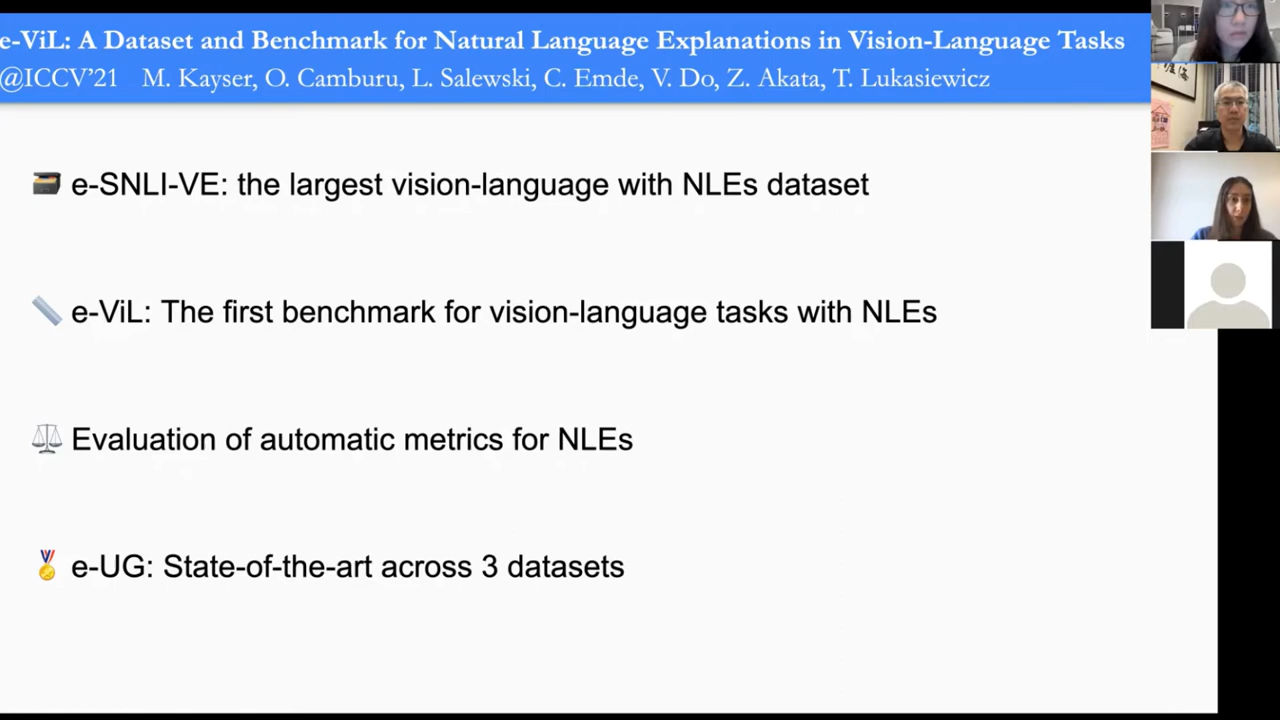 e-ViL: A Dataset and Benchmark for Natural Language Explanations in Vision-Language Tasks
@ICCV'21 M. Kayser, O. Camburu, L. Salewski, C. Emde, V. Do, Z. Akata, T. Lukasiewicz
e-SNLI-VE: the largest vision-language with NLEs dataset
e-ViL: The first benchmark for vision-language tasks with NLEs
Evaluation of automatic metrics for NLEs
e-UG: State-of-the-art across 3 datasets